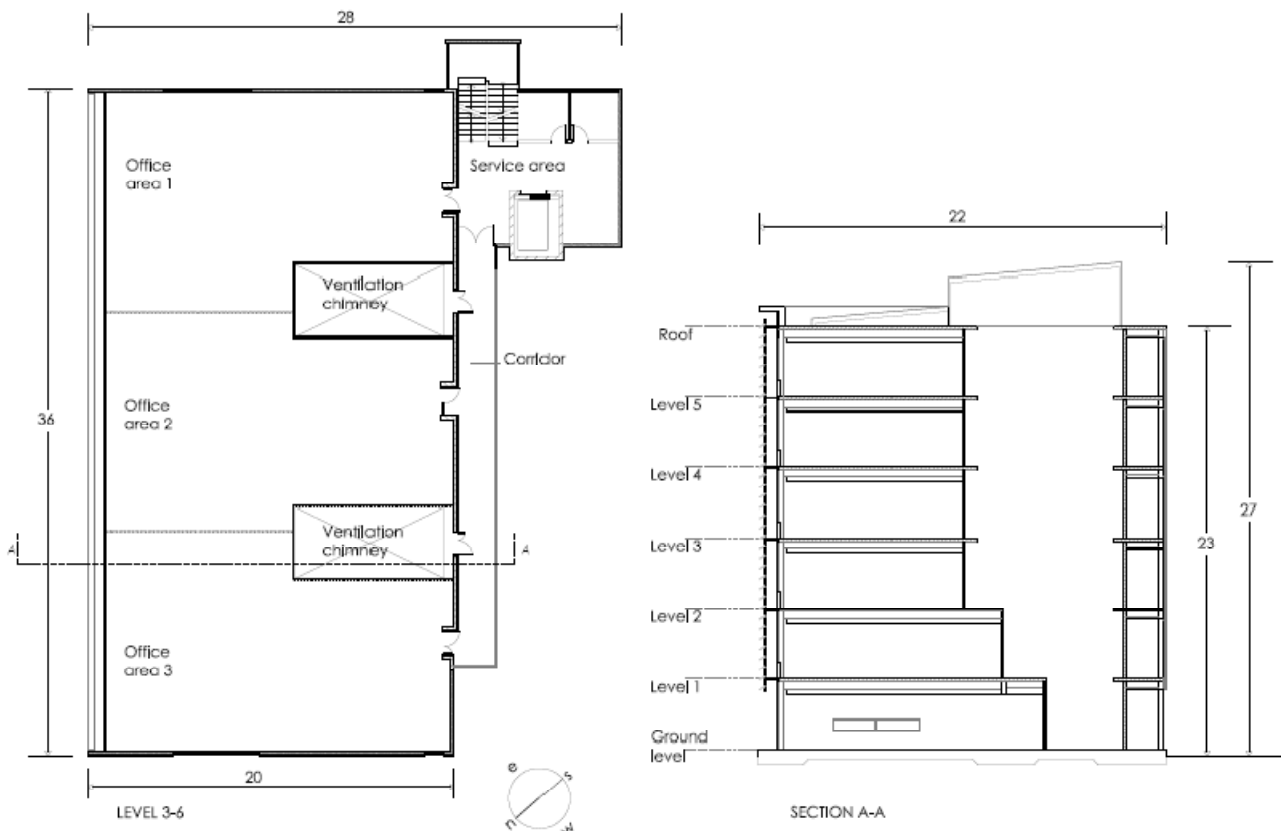 28
Office
area 1
Service area
22
Ventilation
chimney
Roof
Corridor
Level 5
36
Office
area 2
Level 4
27
Level 3
23
Ventilation
chimney
A
A
Level 2
Office
area 3
Level 1
Ground
level
20
e
s
n
w
LEVEL 3-6
SECTION A-A